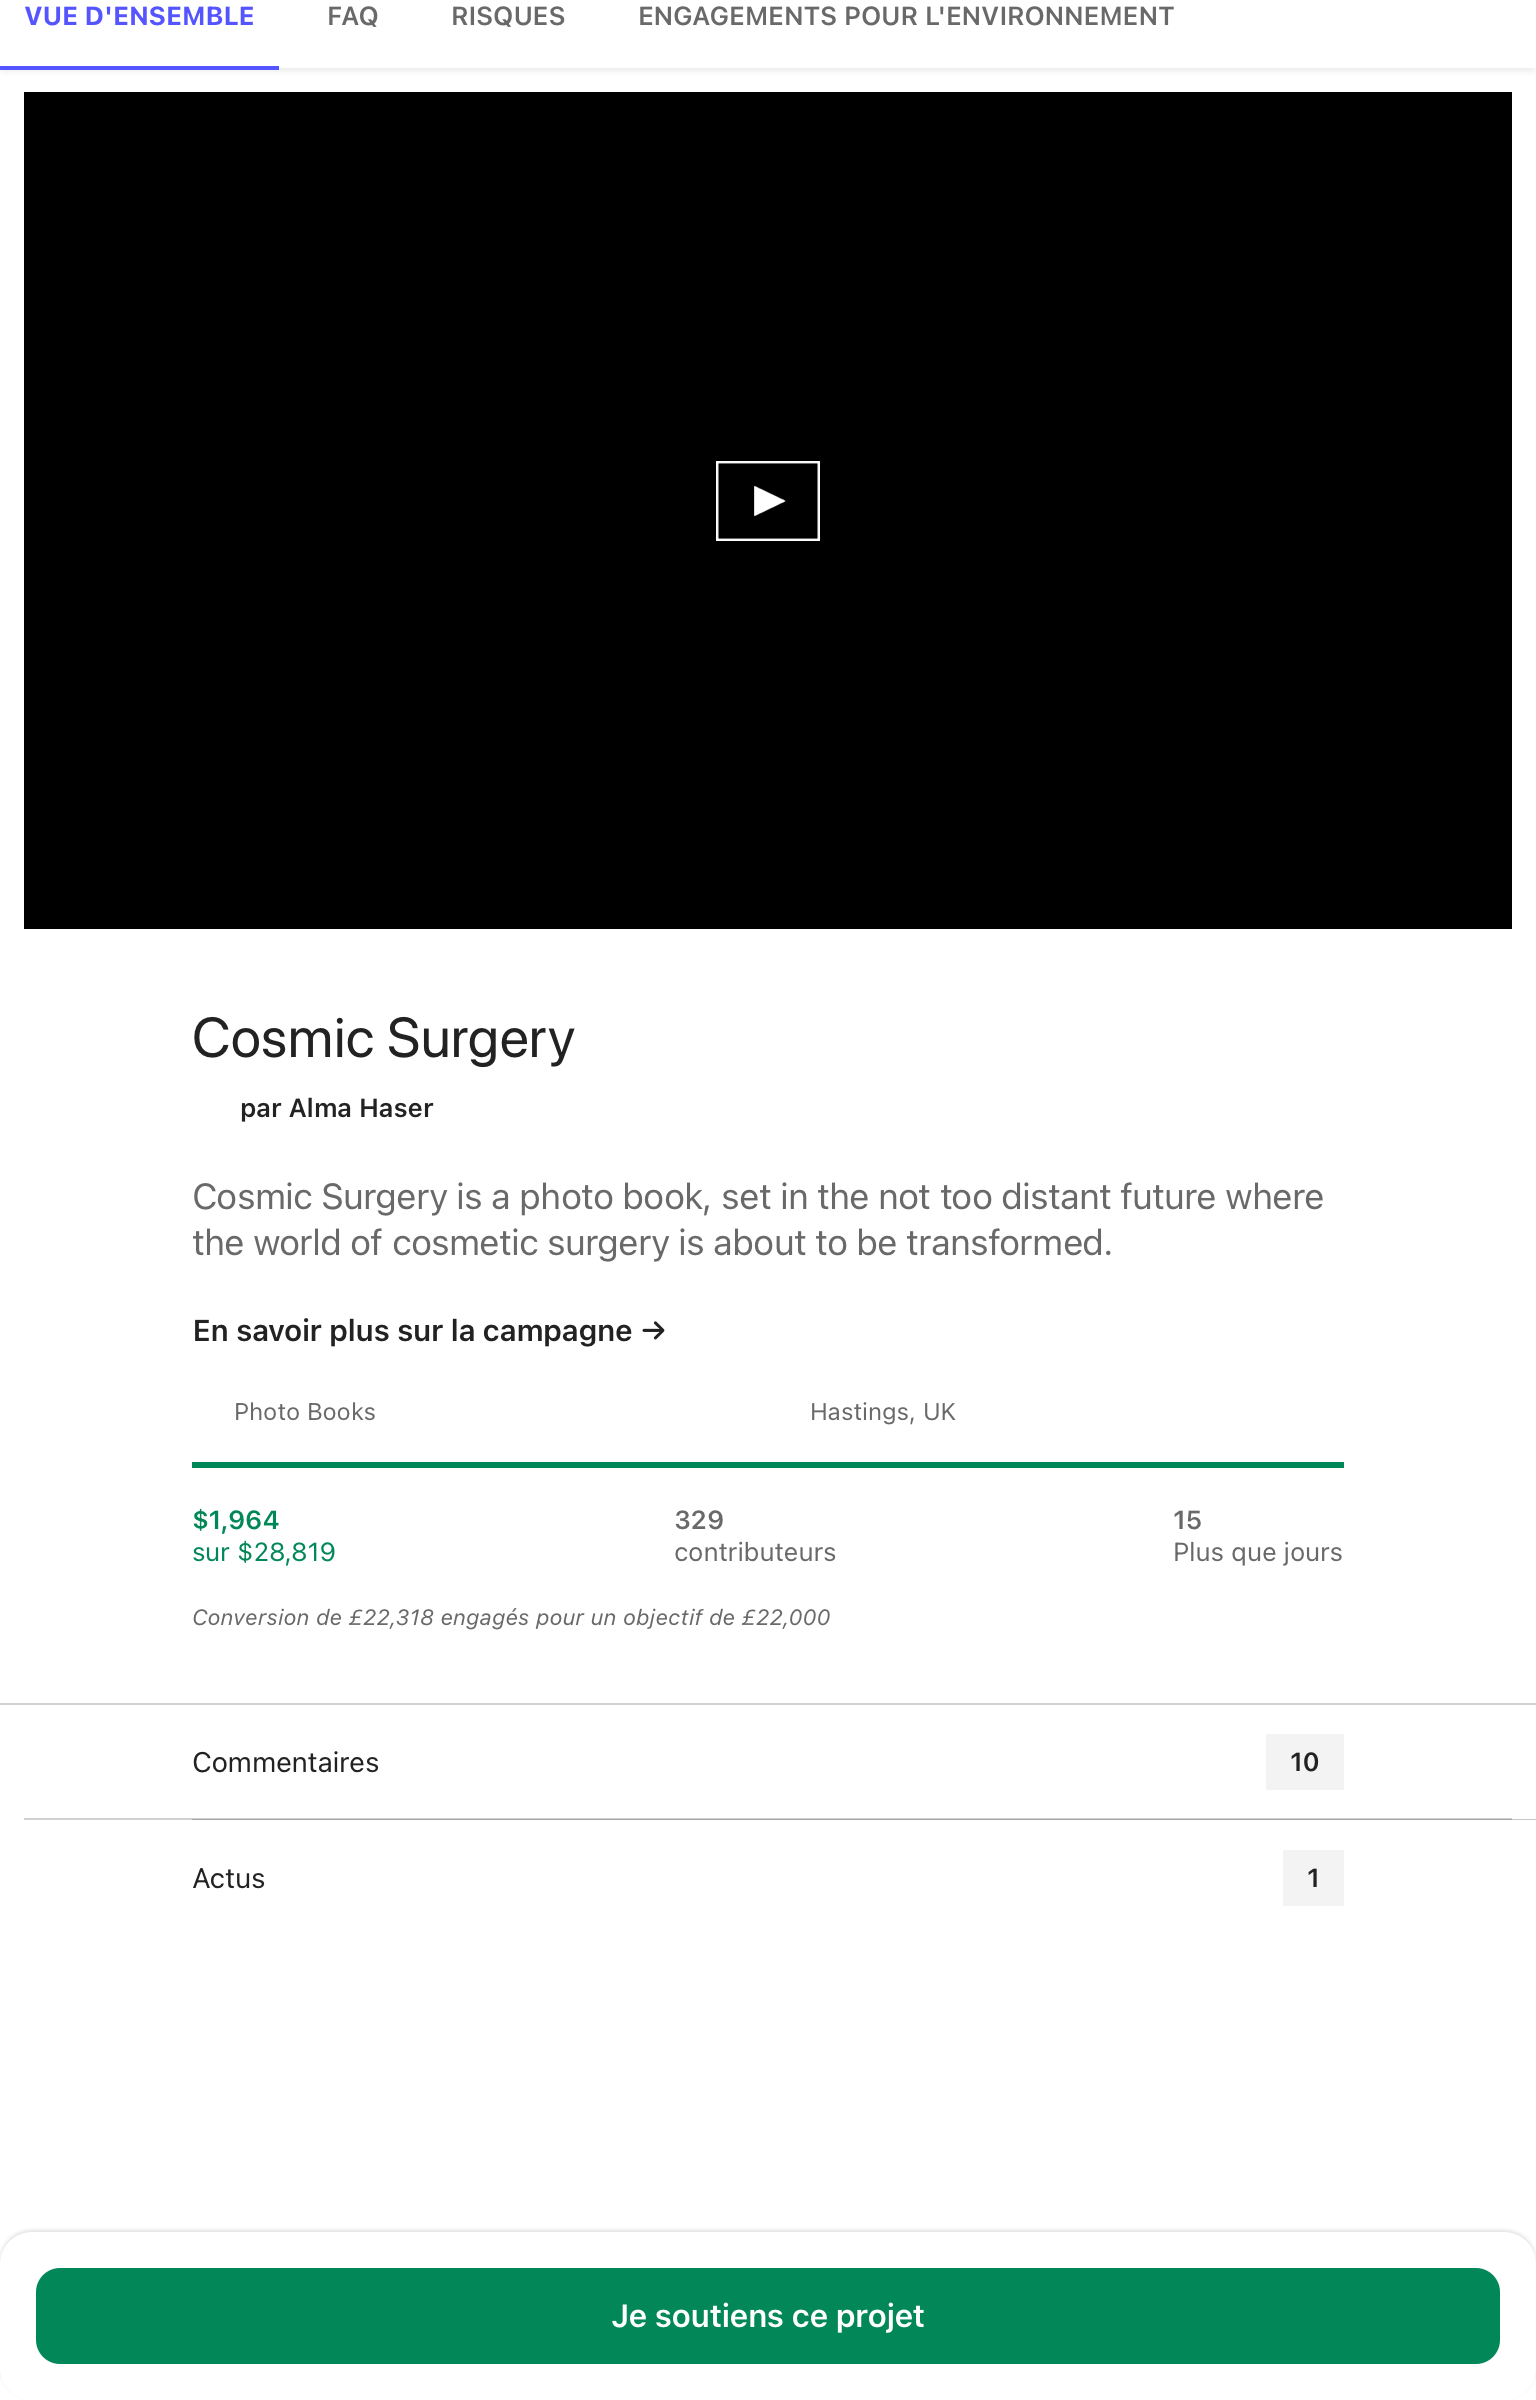 VUE D'ENSEMBLE FAQ RISQUES ENGAGEMENTS POUR L'ENVIRONNEMENT
Cosmic Surgery
par Alma Haser
Cosmic Surgery is a photo book, set in the not too distant future where
the world of cosmetic surgery is about to be transformed.
En savoir plus sur la campagne →
Photo Books Hastings, UK
$1,964 329 15
sur $28,819 contributeurs Plus que jours
Conversion de £22,318 engagés pour un objectif de £22,000
Commentaires 10
Actus 1
Je soutiens ce projet